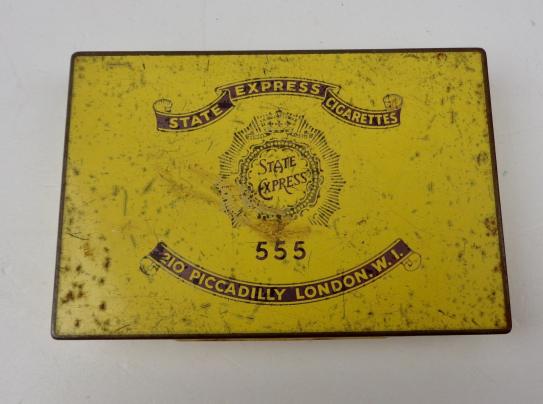 STATE EXPRESS CIGARETTES
STATE
EXPRESS
555
210 PICCADILLY LONDON. W.1.